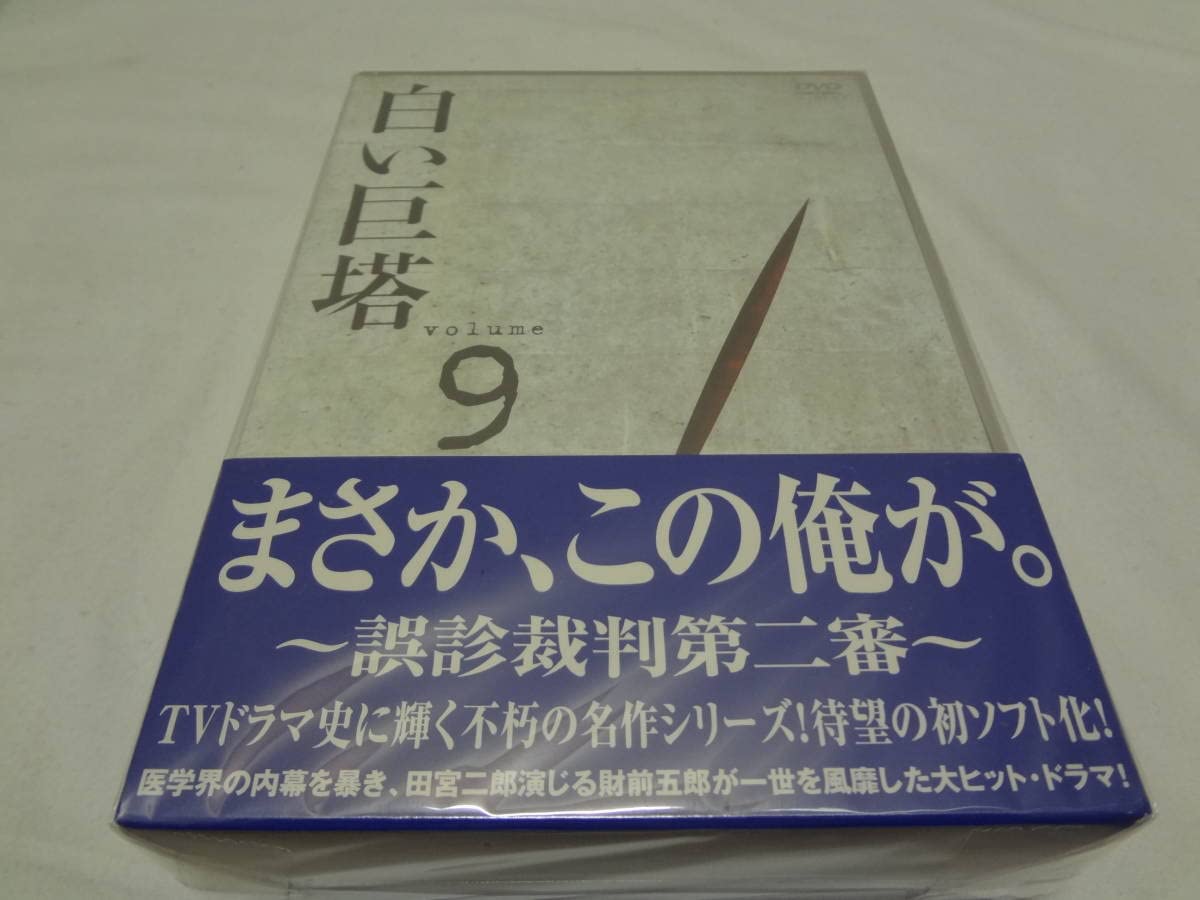 白い巨塔
volume
9
DVD
まさか、この俺が。
～誤診裁判第二審～
TVドラマ史に輝く不朽の名作シリーズ！待望の初ソフト化！
医学界の内幕を暴き、田宮二郎演じる財前五郎が一世を風靡した大ヒット・ドラマ！